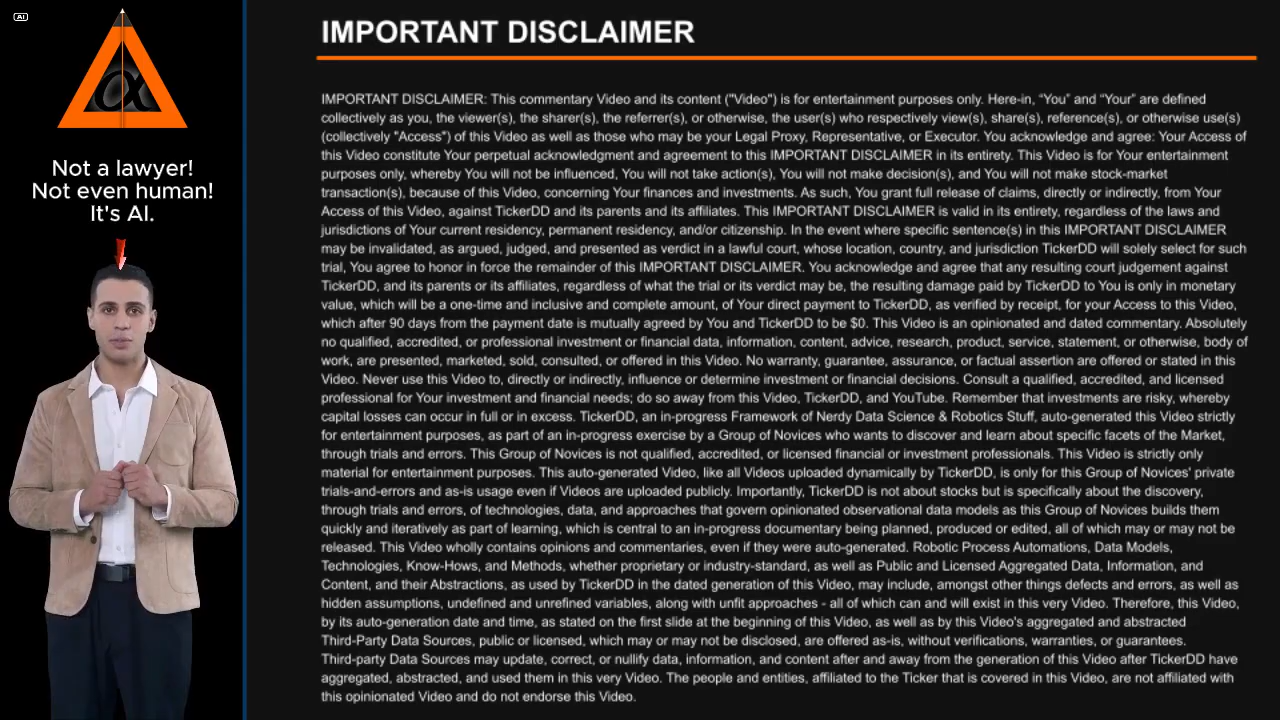 AI
α
Not a lawyer!
Not even human!
It's AI.
IMPORTANT DISCLAIMER
IMPORTANT DISCLAIMER: This commentary Video and its content ("Video") is for entertainment purposes only. Here-in, “You” and “Your” are defined
collectively as you, the viewer(s), the sharer(s), the referrer(s), or otherwise, the user(s) who respectively view(s), share(s), reference(s), or otherwise use(s)
(collectively "Access") of this Video as well as those who may be your Legal Proxy, Representative, or Executor. You acknowledge and agree: Your Access of
this Video constitute Your perpetual acknowledgment and agreement to this IMPORTANT DISCLAIMER in its entirety. This Video is for Your entertainment
purposes only, whereby You will not be influenced, You will not take action(s), You will not make decision(s), and You will not make stock-market
transaction(s), because of this Video, concerning Your finances and investments. As such, You grant full release of claims, directly or indirectly, from Your
Access of this Video, against TickerDD and its parents and its affiliates. This IMPORTANT DISCLAIMER is valid in its entirety, regardless of the laws and
jurisdictions of Your current residency, permanent residency, and/or citizenship. In the event where specific sentence(s) in this IMPORTANT DISCLAIMER
may be invalidated, as argued, judged, and presented as verdict in a lawful court, whose location, country, and jurisdiction TickerDD will solely select for such
trial, You agree to honor in force the remainder of this IMPORTANT DISCLAIMER. You acknowledge and agree that any resulting court judgement against
TickerDD, and its parents or its affiliates, regardless of what the trial or its verdict may be, the resulting damage paid by TickerDD to You is only in monetary
value, which will be a one-time and inclusive and complete amount, of Your direct payment to TickerDD, as verified by receipt, for your Access to this Video,
which after 90 days from the payment date is mutually agreed by You and TickerDD to be $0. This Video is an opinionated and dated commentary. Absolutely
no qualified, accredited, or professional investment or financial data, information, content, advice, research, product, service, statement, or otherwise, body of
work, are presented, marketed, sold, consulted, or offered in this Video. No warranty, guarantee, assurance, or factual assertion are offered or stated in this
Video. Never use this Video to, directly or indirectly, influence or determine investment or financial decisions. Consult a qualified, accredited, and licensed
professional for Your investment and financial needs; do so away from this Video, TickerDD, and YouTube. Remember that investments are risky, whereby
capital losses can occur in full or in excess. TickerDD, an in-progress Framework of Nerdy Data Science & Robotics Stuff, auto-generated this Video strictly
for entertainment purposes, as part of an in-progress exercise by a Group of Novices who wants to discover and learn about specific facets of the Market,
through trials and errors. This Group of Novices is not qualified, accredited, or licensed financial or investment professionals. This Video is strictly only
material for entertainment purposes. This auto-generated Video, like all Videos uploaded dynamically by TickerDD, is only for this Group of Novices' private
trials-and-errors and as-is usage even if Videos are uploaded publicly. Importantly, TickerDD is not about stocks but is specifically about the discovery,
through trials and errors, of technologies, data, and approaches that govern opinionated observational data models as this Group of Novices builds them
quickly and iteratively as part of learning, which is central to an in-progress documentary being planned, produced or edited, all of which may or may not be
released. This Video wholly contains opinions and commentaries, even if they were auto-generated. Robotic Process Automations, Data Models,
Technologies, Know-Hows, and Methods, whether proprietary or industry-standard, as well as Public and Licensed Aggregated Data, Information, and
Content, and their Abstractions, as used by TickerDD in the dated generation of this Video, may include, amongst other things defects and errors, as well as
hidden assumptions, undefined and unrefined variables, along with unfit approaches - all of which can and will exist in this very Video. Therefore, this Video,
by its auto-generation date and time, as stated on the first slide at the beginning of this Video, as well as by this Video's aggregated and abstracted
Third-Party Data Sources, public or licensed, which may or may not be disclosed, are offered as-is, without verifications, warranties, or guarantees.
Third-party Data Sources may update, correct, or nullify data, information, and content after and away from the generation of this Video after TickerDD have
aggregated, abstracted, and used them in this very Video. The people and entities, affiliated to the Ticker that is covered in this Video, are not affiliated with
this opinionated Video and do not endorse this Video.